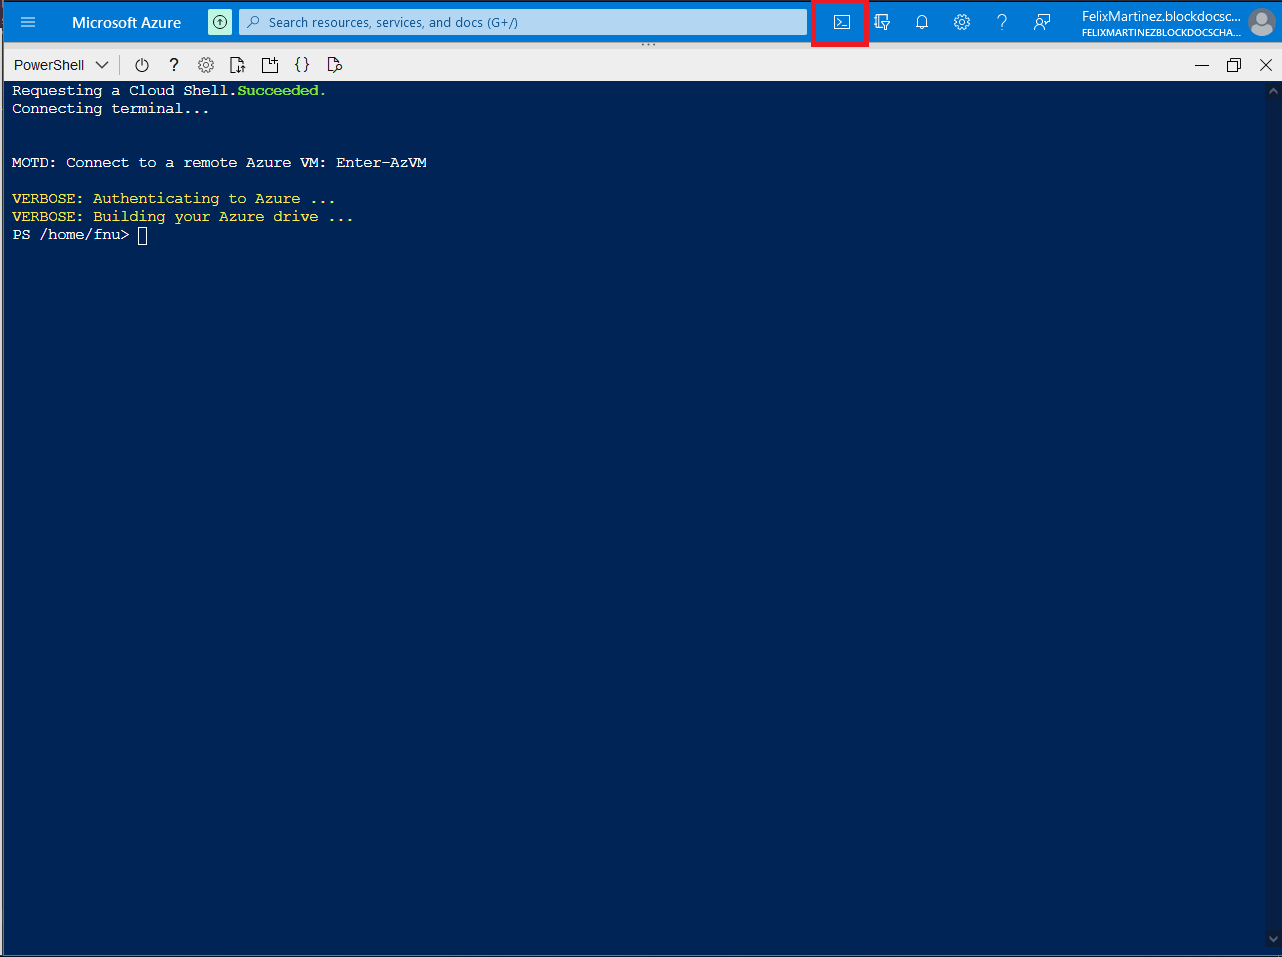 Microsoft Azure
Search resources, services, and docs (G+/)
FelixMartinez.blockdocsc...
FELIXMARTINEZBLOCKDOCSCHA...
PowerShell
Requesting a Cloud Shell.Succeeded.
Connecting terminal...
MOTD: Connect to a remote Azure VM: Enter-AzVM
VERBOSE: Authenticating to Azure ...
VERBOSE: Building your Azure drive ...
PS /home/fnu>